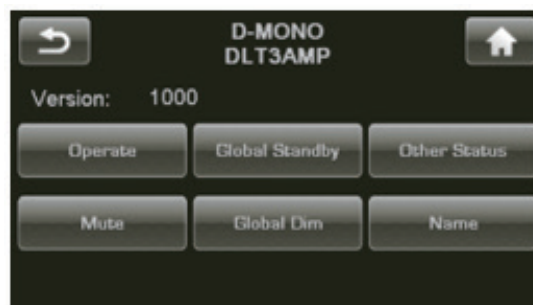 D-MONO
DLT3AMP
Version: 1000
Operate Global Standby Other Status
Mute Global Dim Name